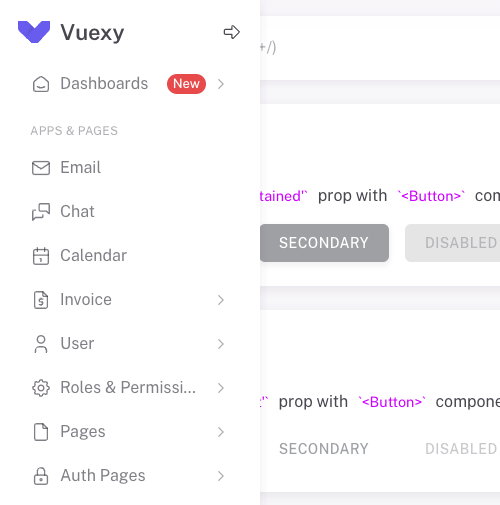 Vuexy
Dashboards New
APPS & PAGES
Email
Chat
Calendar
Invoice
User
Roles & Permissi...
Pages
Auth Pages
+/)
tained'` prop with `<Button>` com
SECONDARY DISABLED
'` prop with `<Button>` compone
SECONDARY DISABLED